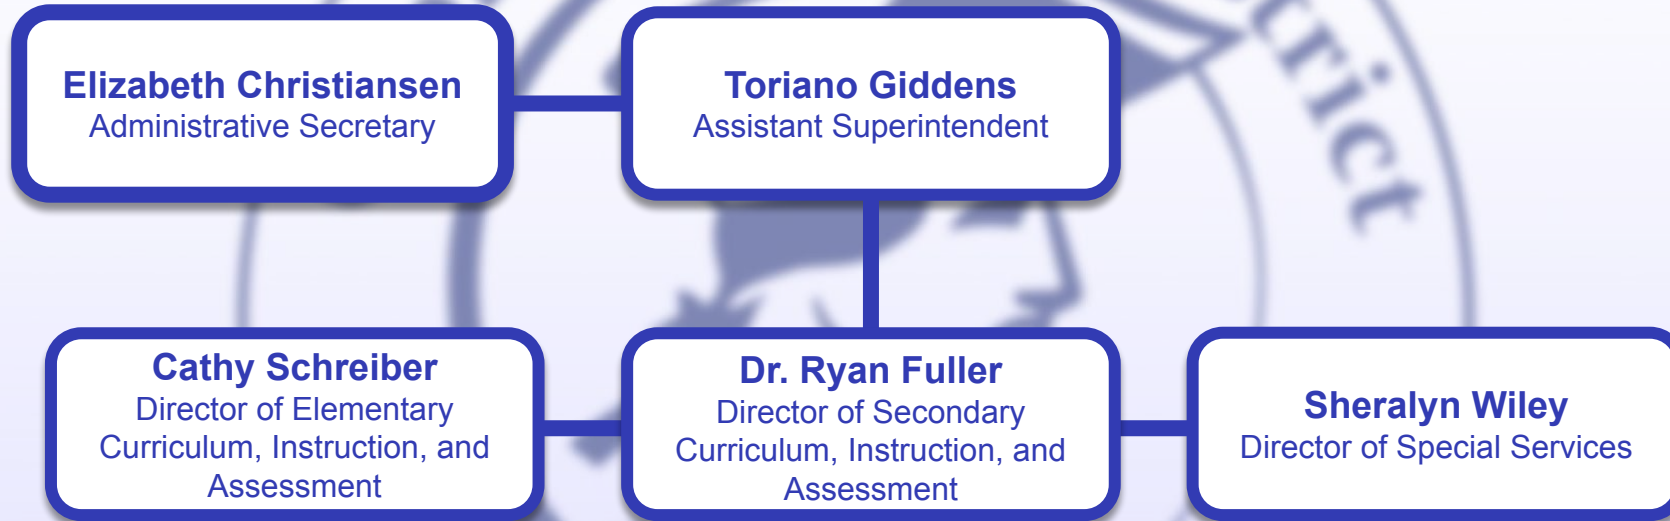 Elizabeth Christiansen
Administrative Secretary
Toriano Giddens
Assistant Superintendent
Cathy Schreiber
Director of Elementary
Curriculum, Instruction, and
Assessment
Dr. Ryan Fuller
Director of Secondary
Curriculum, Instruction, and
Assessment
Sheralyn Wiley
Director of Special Services